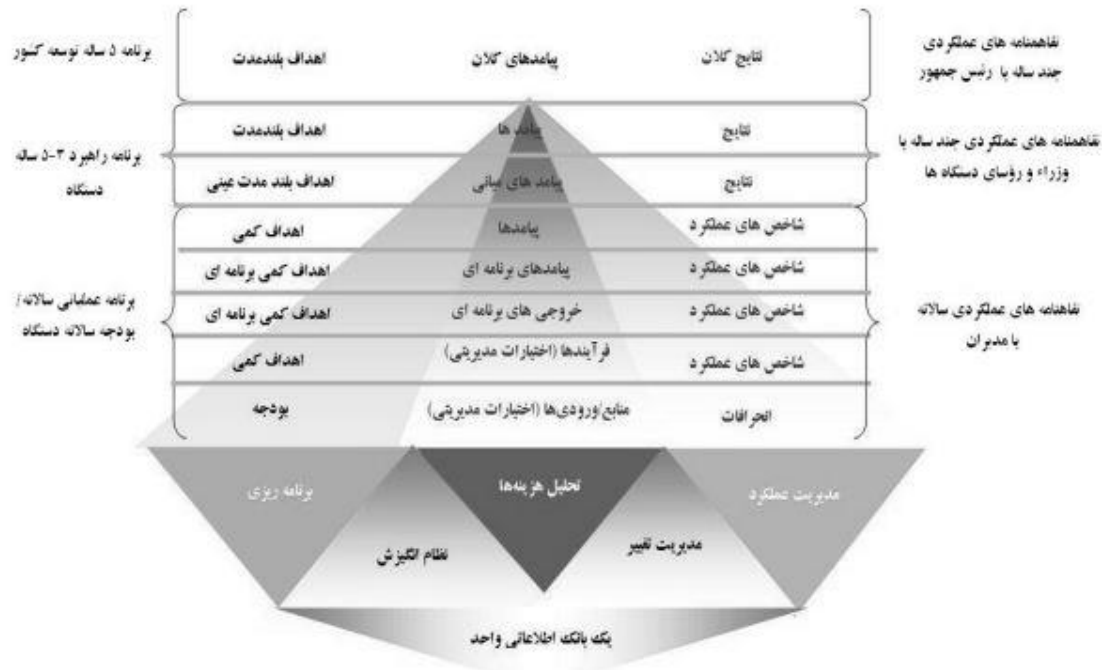 تفاهمنامه های عملکردی
چند ساله با رئیس جمهور
نتایج کلان
پیامدهای کلان
اهداف بلندمدت
برنامه ۵ ساله توسعه کشور
نتایج
پیامد ها
اهداف بلندمدت
تفاهمنامه های عملکردی چند ساله با
وزراء و رؤسای دستگاه ها
برنامه راهبرد ۳-۵ ساله
دستگاه
نتایج
پیامد های میانی
اهداف بلند مدت عینی
شاخص های عملکرد
پیامدها
اهداف کمی
شاخص های عملکرد
پیامدهای برنامه ای
اهداف کمی برنامه ای
تفاهنامه های عملکردی سالانه
با مدیران
شاخص های عملکرد
خروجی های برنامه ای
اهداف کمی برنامه ای
برنامه عملیاتی سالانه/
بودجه سالانه دستگاه
شاخص های عملکرد
فرآیندها (اختیارات مدیریتی)
اهداف کمی
انحرافات
منابع/ورودی‌ها (اختیارات مدیریتی)
بودجه
مدیریت عملکرد
تحلیل هزینه‌ها
برنامه ریزی
مدیریت تغییر
نظام انگیزش
یک بانک اطلاعاتی واحد